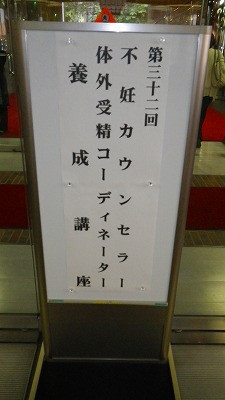 第三十二回
不妊カウンセラー
体外受精コーディネーター
養成講座